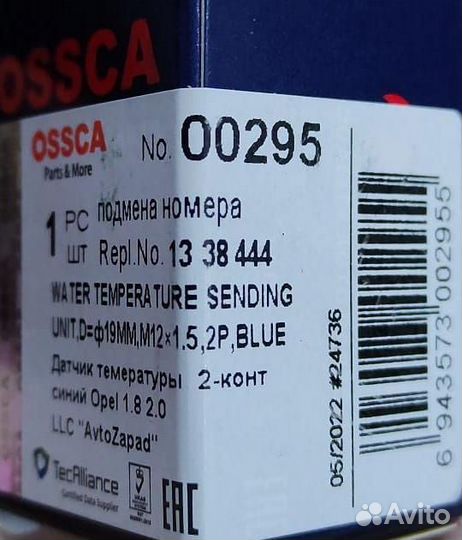 OSSCA
OSSCA
Parts & More
No. 00295
1 PC
шт
подмена номера
Repl.No. 13 38 444
WATER TEMPERATURE SENDING
UNIT,D=ф19MM,M12×1.5,2P,BLUE
Датчик темературы 2-конт
синий Opel 1.8 2.0
LLC "AvtoZapad"
TecAlliance
Certified Data Supplier
UKAS
EAC
05/2022 #24736
6 943573 002955
Avito